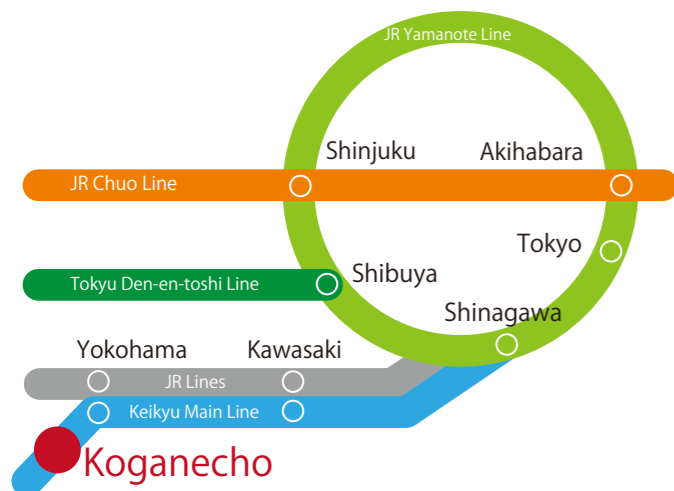 JR Yamanote Line
Shinjuku
Akihabara
JR Chuo Line
Tokyo
Tokyu Den-en-toshi Line
Shibuya
Shinagawa
Yokohama
Kawasaki
JR Lines
Keikyu Main Line
Koganecho